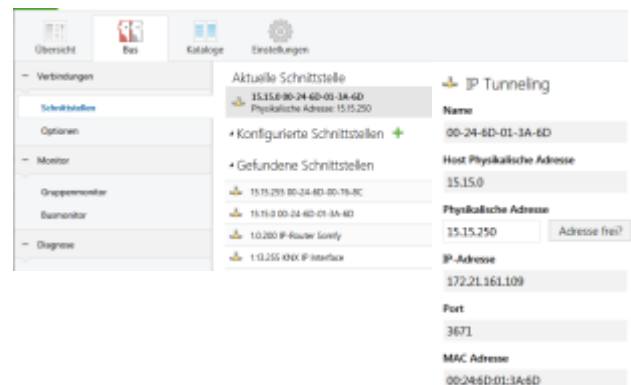 Übersicht
Bus
Kataloge
Einstellungen
Verbindungen
Schnittstellen
Optionen
Monitor
Gruppenmonitor
Busmonitor
Diagnose
Aktuelle Schnittstelle
15.15.0 00-24-6D-01-3A-6D
Physikalische Adresse: 15.15.250
Konfigurierte Schnittstellen
Gefundene Schnittstellen
15.15.255 00-24-6D-00-76-8C
15.15.0 00-24-6D-01-3A-6D
1.0.200 IP-Router Somfy
1.13.255 KNX IP Interface
IP Tunneling
Name
00-24-6D-01-3A-6D
Host Physikalische Adresse
15.15.0
Physikalische Adresse
15.15.250
Adresse frei?
IP-Adresse
172.21.161.109
Port
3671
MAC Adresse
00:24:6D:01:3A:6D